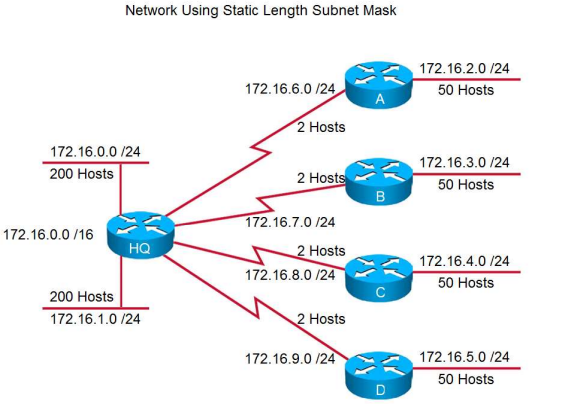 Network Using Static Length Subnet Mask
172.16.2.0 /24
50 Hosts
172.16.6.0 /24
A
2 Hosts
172.16.0.0 /24
200 Hosts
172.16.3.0 /24
50 Hosts
2 Hosts
B
172.16.7.0 /24
172.16.0.0 /16
HQ
2 Hosts
172.16.8.0 /24
172.16.4.0 /24
50 Hosts
C
200 Hosts
172.16.1.0 /24
2 Hosts
172.16.9.0 /24
172.16.5.0 /24
50 Hosts
D